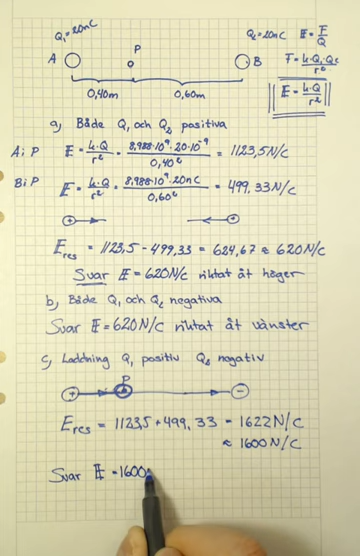 Q₁=20nC
Q₂=20nC E=F/Q
P
A B
F=k·Q₁·Q₂/r²
0,40m 0,60m
E=k·Q/r²
a) Både Q₁ och Q₂ positiva
A i P E=k·Q/r²=8,988·10⁹·20·10⁻⁹/0,40²=1123,5N/C
B i P E=k·Q/r²=8,988·10⁹·20nC/0,60²=499,33N/C
+ +
Eres=1123,5-499,33=624,67≈620N/C
Svar E=620N/C riktat åt höger
b) Både Q₁ och Q₂ negativa
Svar E=620N/C riktat åt vänster
c) Laddning Q₁ positiv Q₂ negativ
P
+ + −
Eres=1123,5+499,33=1622N/C
≈1600N/C
Svar E=1600